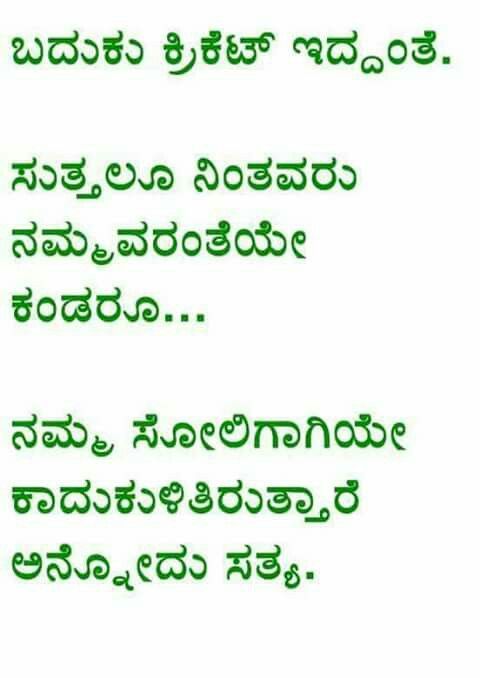 ಬದುಕು ಕ್ರಿಕೆಟ್ ಇದ್ದಂತೆ.
ಸುತ್ತಲೂ ನಿಂತವರು
ನಮ್ಮವರಂತೆಯೇ
ಕಂಡರೂ...
ನಮ್ಮ ಸೋಲಿಗಾಗಿಯೇ
ಕಾದುಕುಳಿತಿರುತ್ತಾರೆ
ಅನ್ನೋದು ಸತ್ಯ.